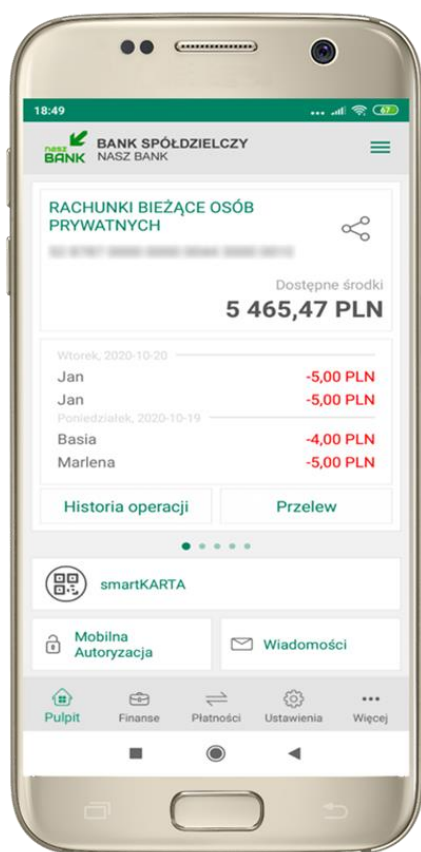 18:49
67
nasz
BANK
BANK SPÓŁDZIELCZY
NASZ BANK
RACHUNKI BIEŻĄCE OSÓB
PRYWATNYCH
Dostępne środki
5 465,47 PLN
Wtorek, 2020-10-20
Jan -5,00 PLN
Jan -5,00 PLN
Poniedziałek, 2020-10-19
Basia -4,00 PLN
Marlena -5,00 PLN
Historia operacji Przelew
smartKARTA
Mobilna
Autoryzacja
Wiadomości
Pulpit Finanse Płatności Ustawienia Więcej